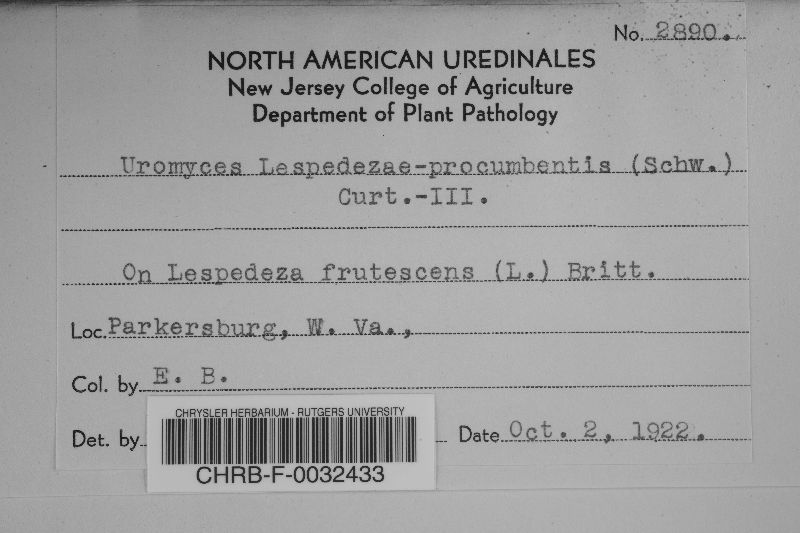 No. 2890.
NORTH AMERICAN UREDINALES
New Jersey College of Agriculture
Department of Plant Pathology
Uromyces Lespedezae-procumbentis (Schw.)
Curt.-III.
On Lespedeza frutescens (L.) Britt.
Loc. Parkersburg, W. Va.,
Col. by E. B.
Det. by
Date Oct. 2, 1922.
CHRYSLER HERBARIUM - RUTGERS UNIVERSITY
CHRB-F-0032433